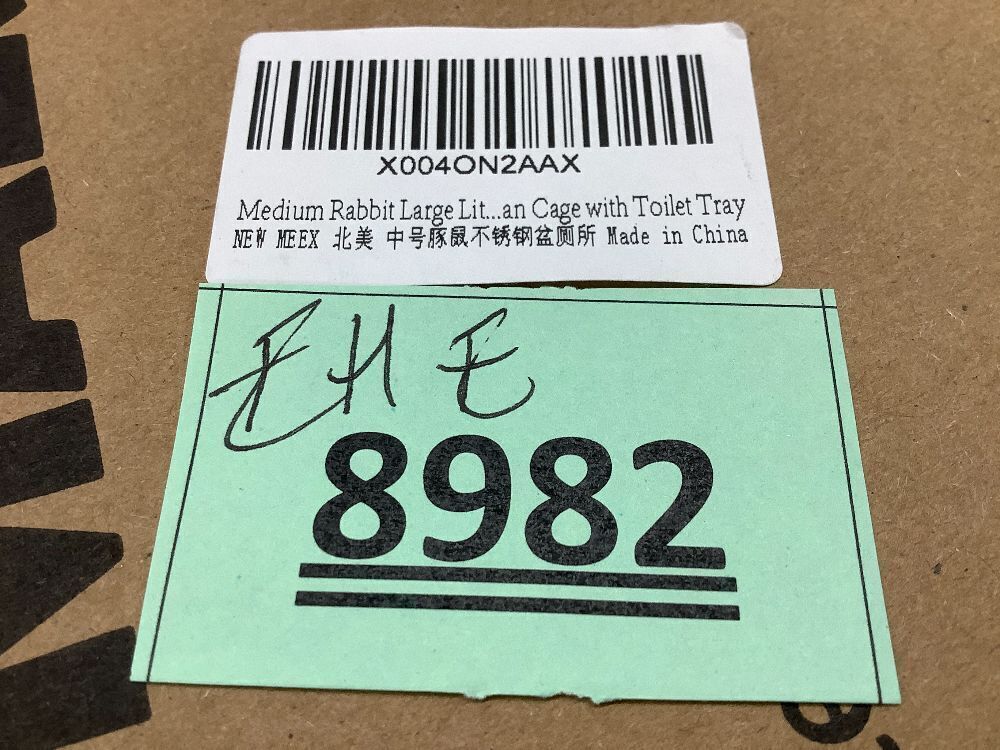 X004ON2AAX
Medium Rabbit Large Lit...an Cage with Toilet Tray
NEW MEEX 北美 中号豚鼠不锈钢盆厕所 Made in China
EHE
8982